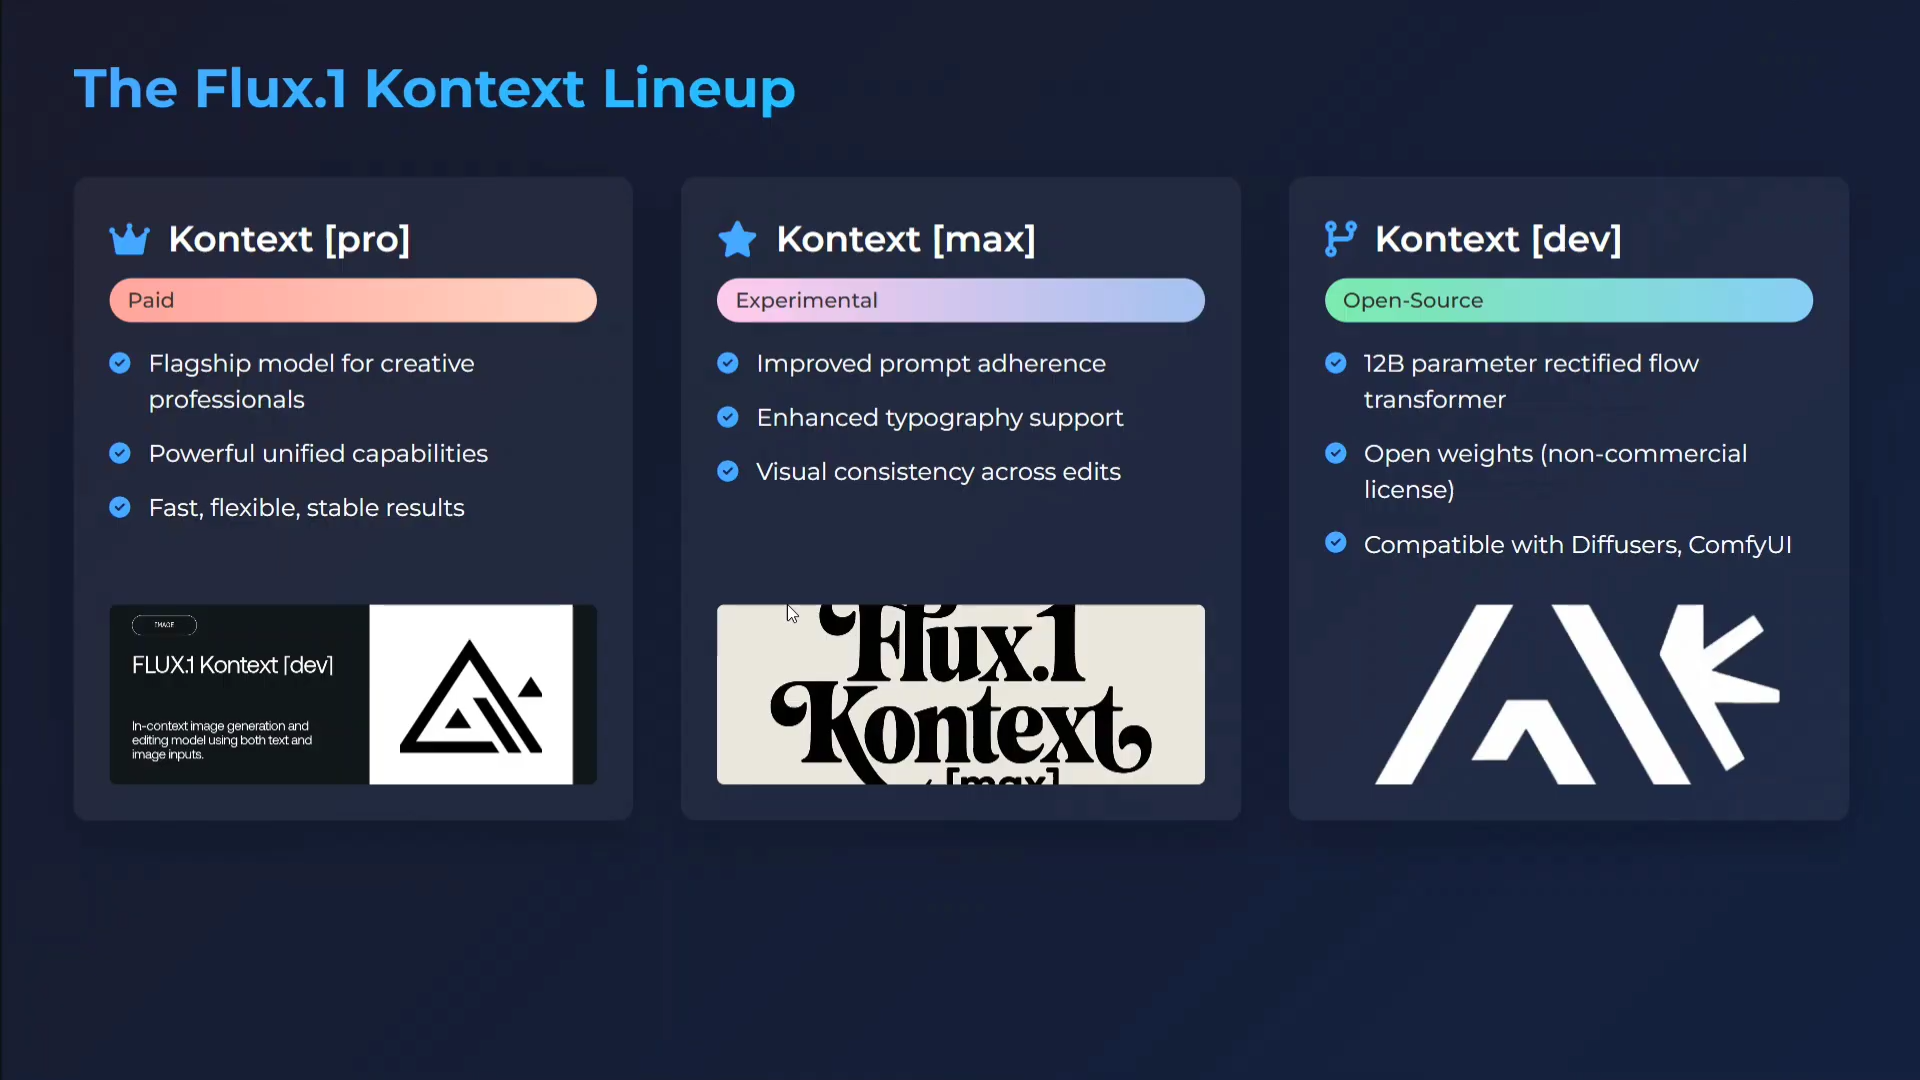 The Flux.1 Kontext Lineup
Kontext [pro]
Paid
Flagship model for creative
professionals
Powerful unified capabilities
Fast, flexible, stable results
IMAGE
FLUX.1 Kontext [dev]
In-context image generation and
editing model using both text and
image inputs.
Kontext [max]
Experimental
Improved prompt adherence
Enhanced typography support
Visual consistency across edits
Flux.1
Kontext
[max]
Kontext [dev]
Open-Source
12B parameter rectified flow
transformer
Open weights (non-commercial
license)
Compatible with Diffusers, ComfyUI